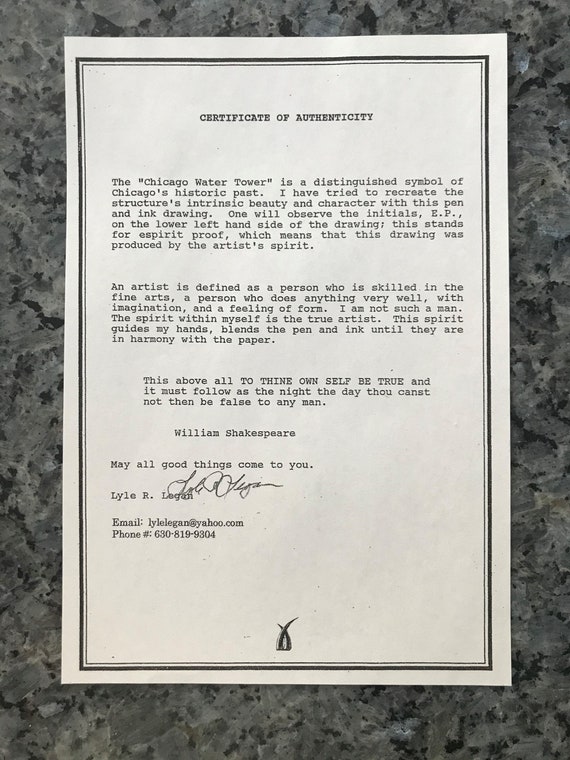 CERTIFICATE OF AUTHENTICITY
The "Chicago Water Tower" is a distinguished symbol of
Chicago's historic past. I have tried to recreate the
structure's intrinsic beauty and character with this pen
and ink drawing. One will observe the initials, E.P.,
on the lower left hand side of the drawing; this stands
for espirit proof, which means that this drawing was
produced by the artist's spirit.
An artist is defined as a person who is skilled in the
fine arts, a person who does anything very well, with
imagination, and a feeling of form. I am not such a man.
The spirit within myself is the true artist. This spirit
guides my hands, blends the pen and ink until they are
in harmony with the paper.
This above all TO THINE OWN SELF BE TRUE and
it must follow as the night the day thou canst
not then be false to any man.
William Shakespeare
May all good things come to you.
Lyle R Legan
Lyle R. Legan
Email: lylelegan@yahoo.com
Phone #: 630-819-9304